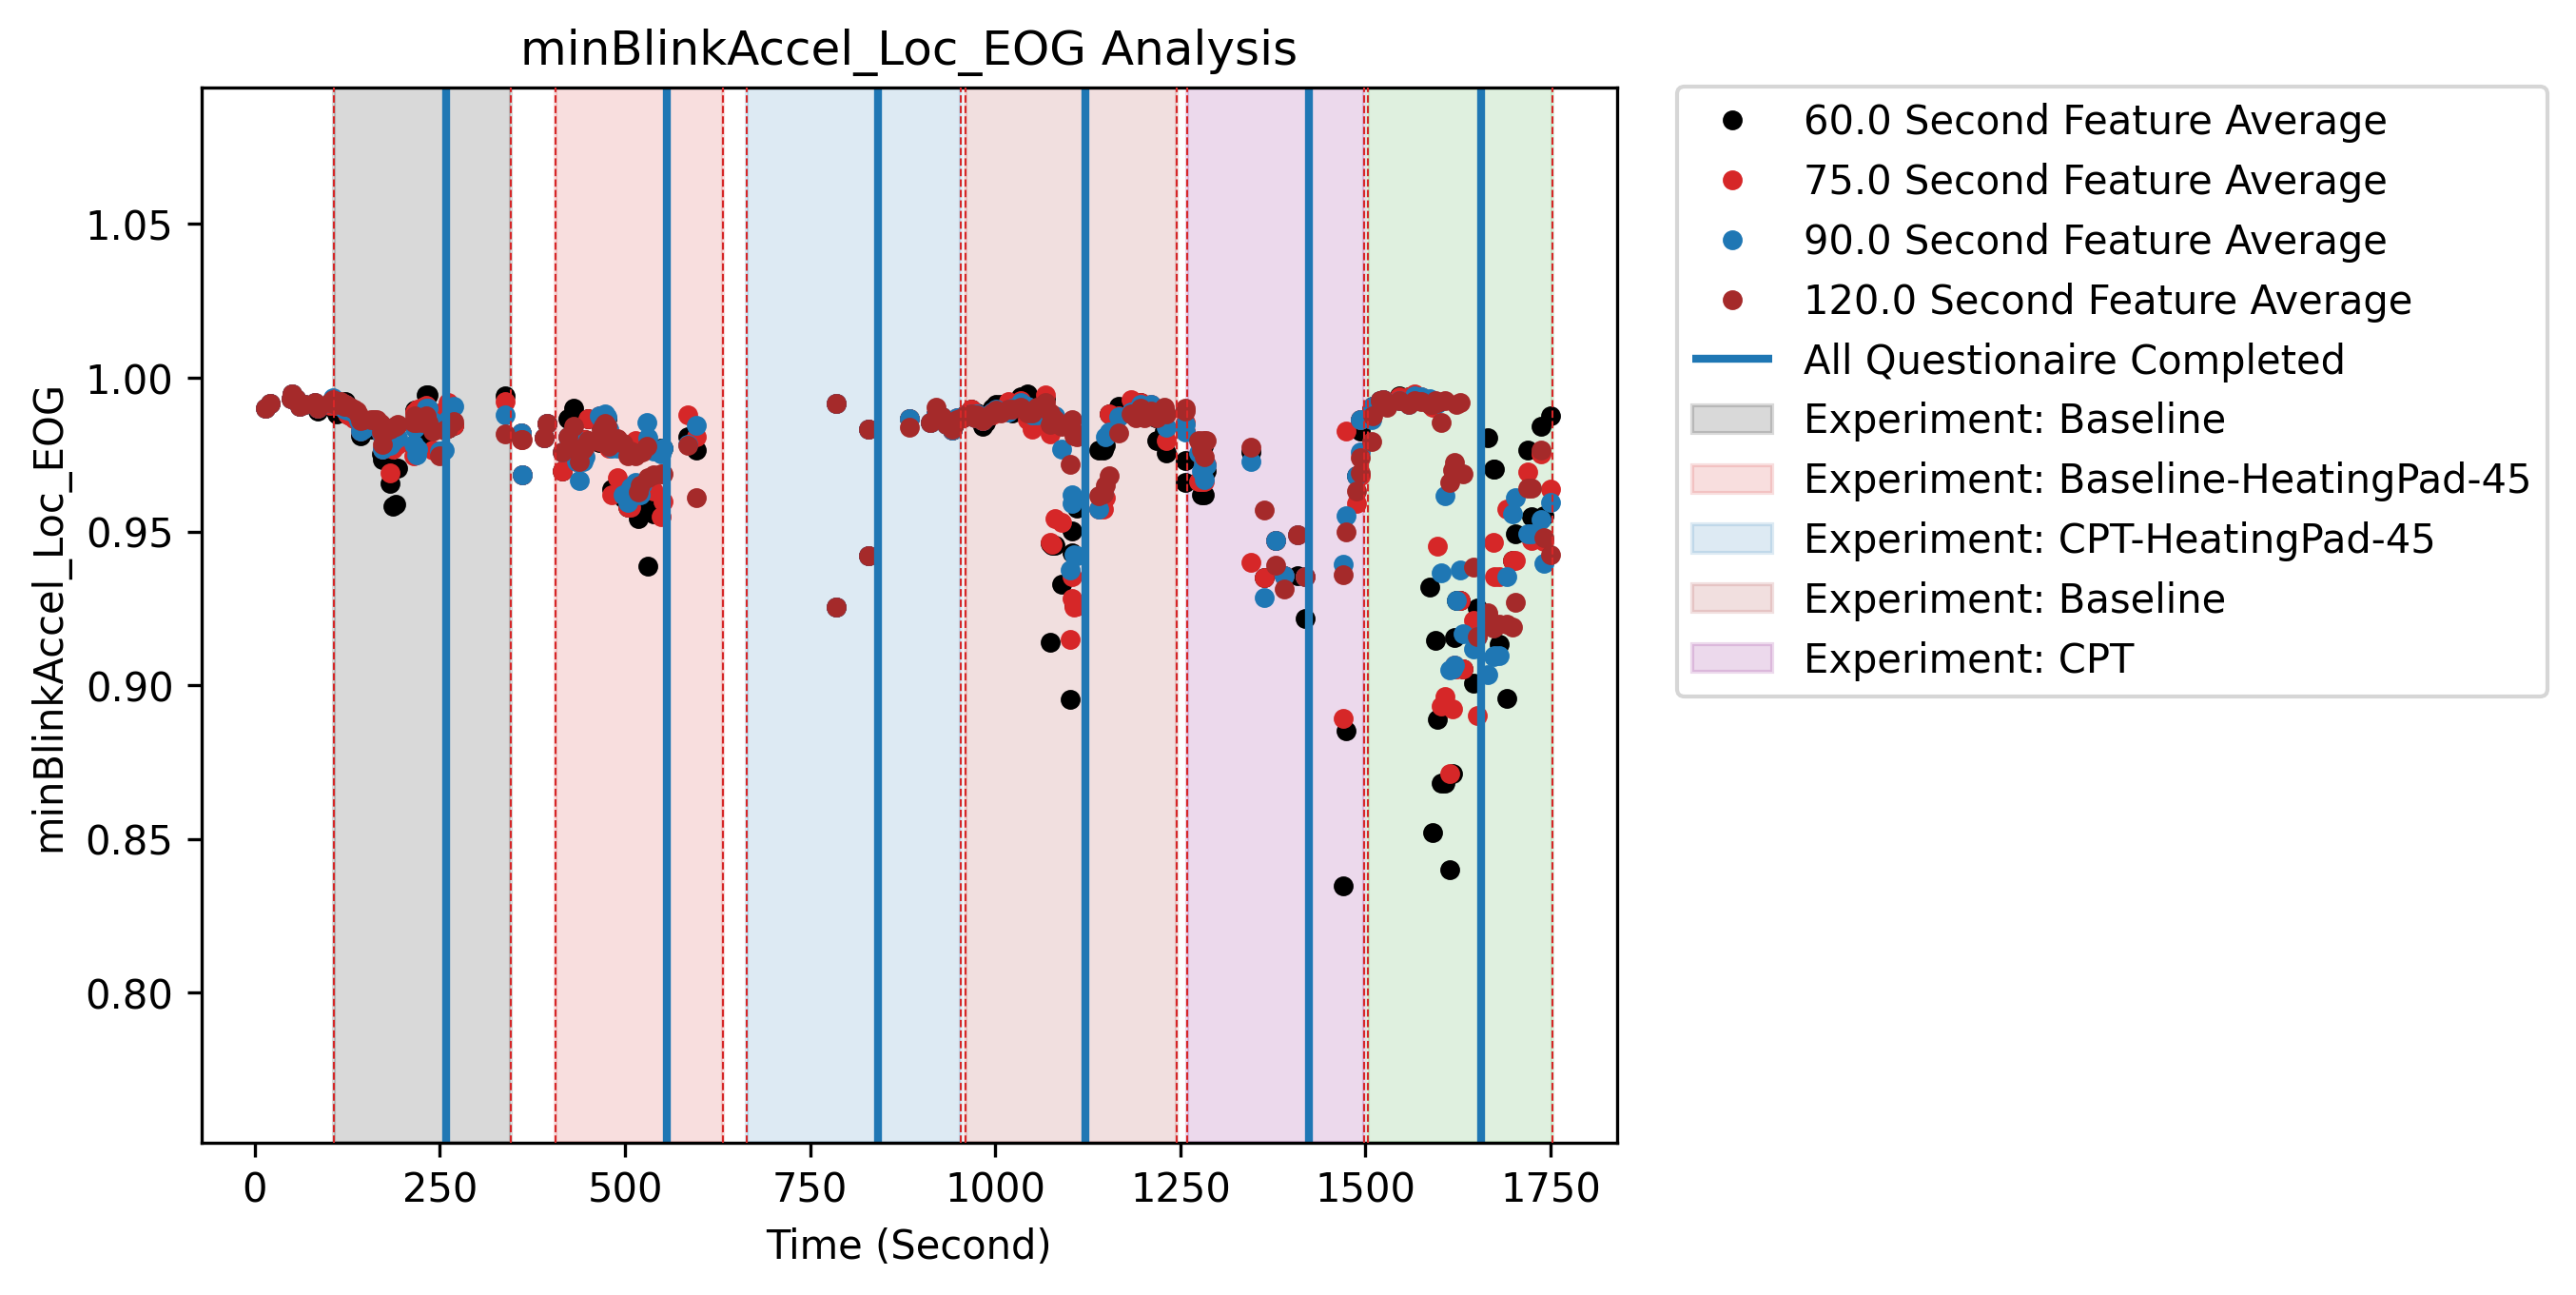 minBlinkAccel_Loc_EOG Analysis
minBlinkAccel_Loc_EOG
1.05
1.00
0.95
0.90
0.85
0.80
0 250 500 750 1000 1250 1500 1750
Time (Second)
60.0 Second Feature Average
75.0 Second Feature Average
90.0 Second Feature Average
120.0 Second Feature Average
All Questionaire Completed
Experiment: Baseline
Experiment: Baseline-HeatingPad-45
Experiment: CPT-HeatingPad-45
Experiment: Baseline
Experiment: CPT